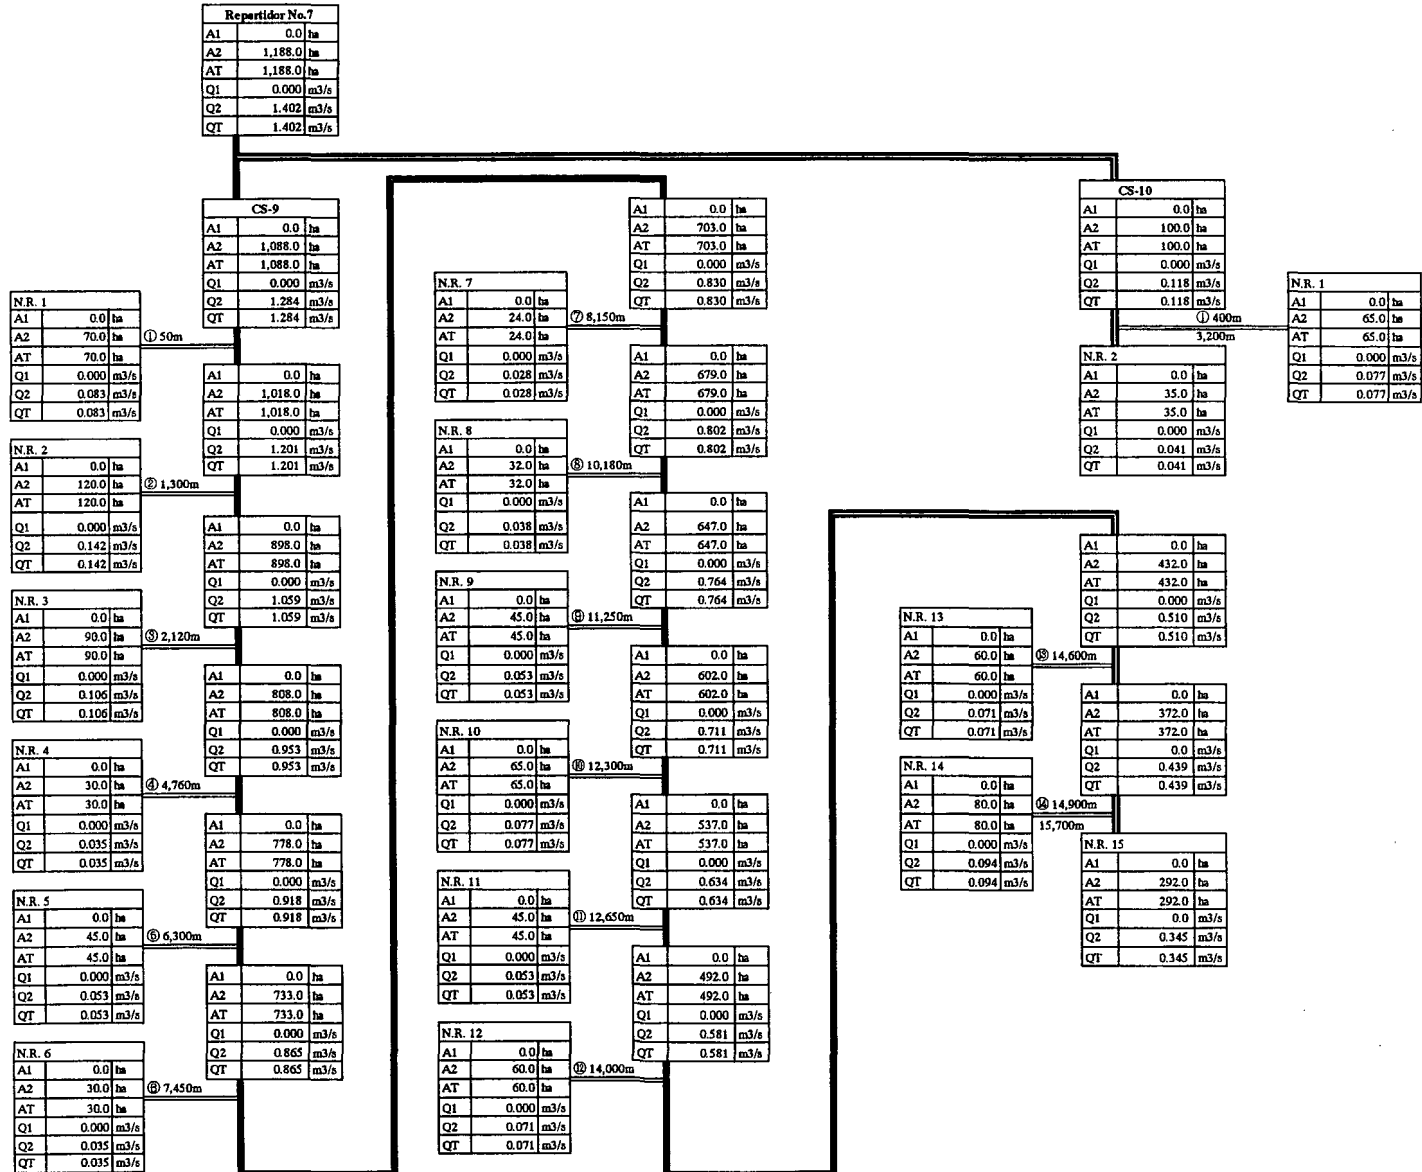 Repartidor No.7
A1 0.0 ha
A2 1,188.0 ha
AT 1,188.0 ha
Q1 0.000 m3/s
Q2 1.402 m3/s
QT 1.402 m3/s
CS-9
A1 0.0 ha
A2 1,088.0 ha
AT 1,088.0 ha
Q1 0.000 m3/s
Q2 1.284 m3/s
QT 1.284 m3/s
N.R. 1
A1 0.0 ha
A2 70.0 ha
AT 70.0 ha
Q1 0.000 m3/s
Q2 0.083 m3/s
QT 0.083 m3/s
① 50m
A1 0.0 ha
A2 1,018.0 ha
AT 1,018.0 ha
Q1 0.000 m3/s
Q2 1.201 m3/s
QT 1.201 m3/s
N.R. 2
A1 0.0 ha
A2 120.0 ha
AT 120.0 ha
Q1 0.000 m3/s
Q2 0.142 m3/s
QT 0.142 m3/s
② 1,300m
A1 0.0 ha
A2 898.0 ha
AT 898.0 ha
Q1 0.000 m3/s
Q2 1.059 m3/s
QT 1.059 m3/s
N.R. 3
A1 0.0 ha
A2 90.0 ha
AT 90.0 ha
Q1 0.000 m3/s
Q2 0.106 m3/s
QT 0.106 m3/s
③ 2,120m
A1 0.0 ha
A2 808.0 ha
AT 808.0 ha
Q1 0.000 m3/s
Q2 0.953 m3/s
QT 0.953 m3/s
N.R. 4
A1 0.0 ha
A2 30.0 ha
AT 30.0 ha
Q1 0.000 m3/s
Q2 0.035 m3/s
QT 0.035 m3/s
④ 4,760m
A1 0.0 ha
A2 778.0 ha
AT 778.0 ha
Q1 0.000 m3/s
Q2 0.918 m3/s
QT 0.918 m3/s
N.R. 5
A1 0.0 ha
A2 45.0 ha
AT 45.0 ha
Q1 0.000 m3/s
Q2 0.053 m3/s
QT 0.053 m3/s
⑤ 6,300m
A1 0.0 ha
A2 733.0 ha
AT 733.0 ha
Q1 0.000 m3/s
Q2 0.865 m3/s
QT 0.865 m3/s
N.R. 6
A1 0.0 ha
A2 30.0 ha
AT 30.0 ha
Q1 0.000 m3/s
Q2 0.035 m3/s
QT 0.035 m3/s
⑥ 7,450m
A1 0.0 ha
A2 703.0 ha
AT 703.0 ha
Q1 0.000 m3/s
Q2 0.830 m3/s
QT 0.830 m3/s
N.R. 7
A1 0.0 ha
A2 24.0 ha
AT 24.0 ha
Q1 0.000 m3/s
Q2 0.028 m3/s
QT 0.028 m3/s
⑦ 8,150m
A1 0.0 ha
A2 679.0 ha
AT 679.0 ha
Q1 0.000 m3/s
Q2 0.802 m3/s
QT 0.802 m3/s
N.R. 8
A1 0.0 ha
A2 32.0 ha
AT 32.0 ha
Q1 0.000 m3/s
Q2 0.038 m3/s
QT 0.038 m3/s
⑧ 10,180m
A1 0.0 ha
A2 647.0 ha
AT 647.0 ha
Q1 0.000 m3/s
Q2 0.764 m3/s
QT 0.764 m3/s
N.R. 9
A1 0.0 ha
A2 45.0 ha
AT 45.0 ha
Q1 0.000 m3/s
Q2 0.053 m3/s
QT 0.053 m3/s
⑨ 11,250m
A1 0.0 ha
A2 602.0 ha
AT 602.0 ha
Q1 0.000 m3/s
Q2 0.711 m3/s
QT 0.711 m3/s
N.R. 10
A1 0.0 ha
A2 65.0 ha
AT 65.0 ha
Q1 0.000 m3/s
Q2 0.077 m3/s
QT 0.077 m3/s
⑩ 12,300m
A1 0.0 ha
A2 537.0 ha
AT 537.0 ha
Q1 0.000 m3/s
Q2 0.634 m3/s
QT 0.634 m3/s
N.R. 11
A1 0.0 ha
A2 45.0 ha
AT 45.0 ha
Q1 0.000 m3/s
Q2 0.053 m3/s
QT 0.053 m3/s
⑪ 12,650m
A1 0.0 ha
A2 492.0 ha
AT 492.0 ha
Q1 0.000 m3/s
Q2 0.581 m3/s
QT 0.581 m3/s
N.R. 12
A1 0.0 ha
A2 60.0 ha
AT 60.0 ha
Q1 0.000 m3/s
Q2 0.071 m3/s
QT 0.071 m3/s
⑫ 14,000m
CS-10
A1 0.0 ha
A2 100.0 ha
AT 100.0 ha
Q1 0.000 m3/s
Q2 0.118 m3/s
QT 0.118 m3/s
① 400m
3,200m
N.R. 1
A1 0.0 ha
A2 65.0 ha
AT 65.0 ha
Q1 0.000 m3/s
Q2 0.077 m3/s
QT 0.077 m3/s
N.R. 2
A1 0.0 ha
A2 35.0 ha
AT 35.0 ha
Q1 0.000 m3/s
Q2 0.041 m3/s
QT 0.041 m3/s
A1 0.0 ha
A2 432.0 ha
AT 432.0 ha
Q1 0.000 m3/s
Q2 0.510 m3/s
QT 0.510 m3/s
N.R. 13
A1 0.0 ha
A2 60.0 ha
AT 60.0 ha
Q1 0.000 m3/s
Q2 0.071 m3/s
QT 0.071 m3/s
⑬ 14,600m
A1 0.0 ha
A2 372.0 ha
AT 372.0 ha
Q1 0.0 m3/s
Q2 0.439 m3/s
QT 0.439 m3/s
N.R. 14
A1 0.0 ha
A2 80.0 ha
AT 80.0 ha
Q1 0.000 m3/s
Q2 0.094 m3/s
QT 0.094 m3/s
⑭ 14,900m
15,700m
N.R. 15
A1 0.0 ha
A2 292.0 ha
AT 292.0 ha
Q1 0.0 m3/s
Q2 0.345 m3/s
QT 0.345 m3/s